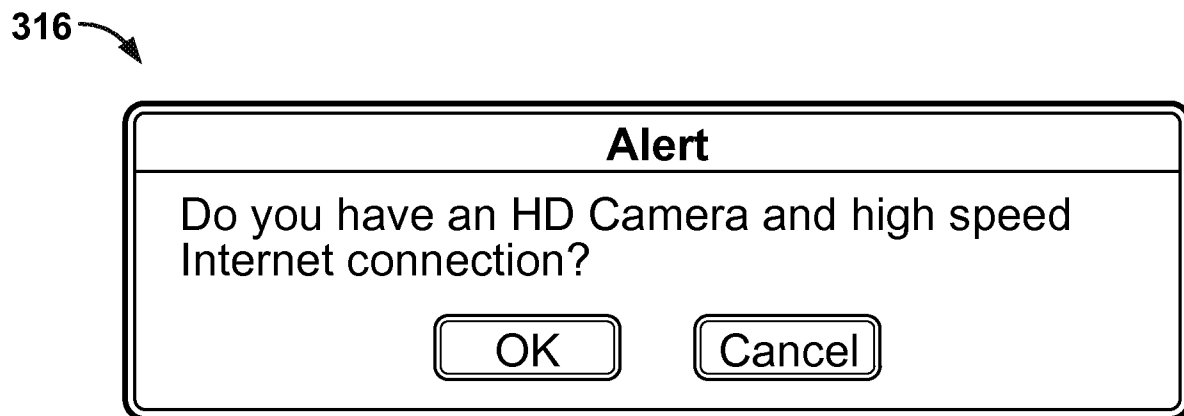 316
Alert
Do you have an HD Camera and high speed
Internet connection?
OK Cancel